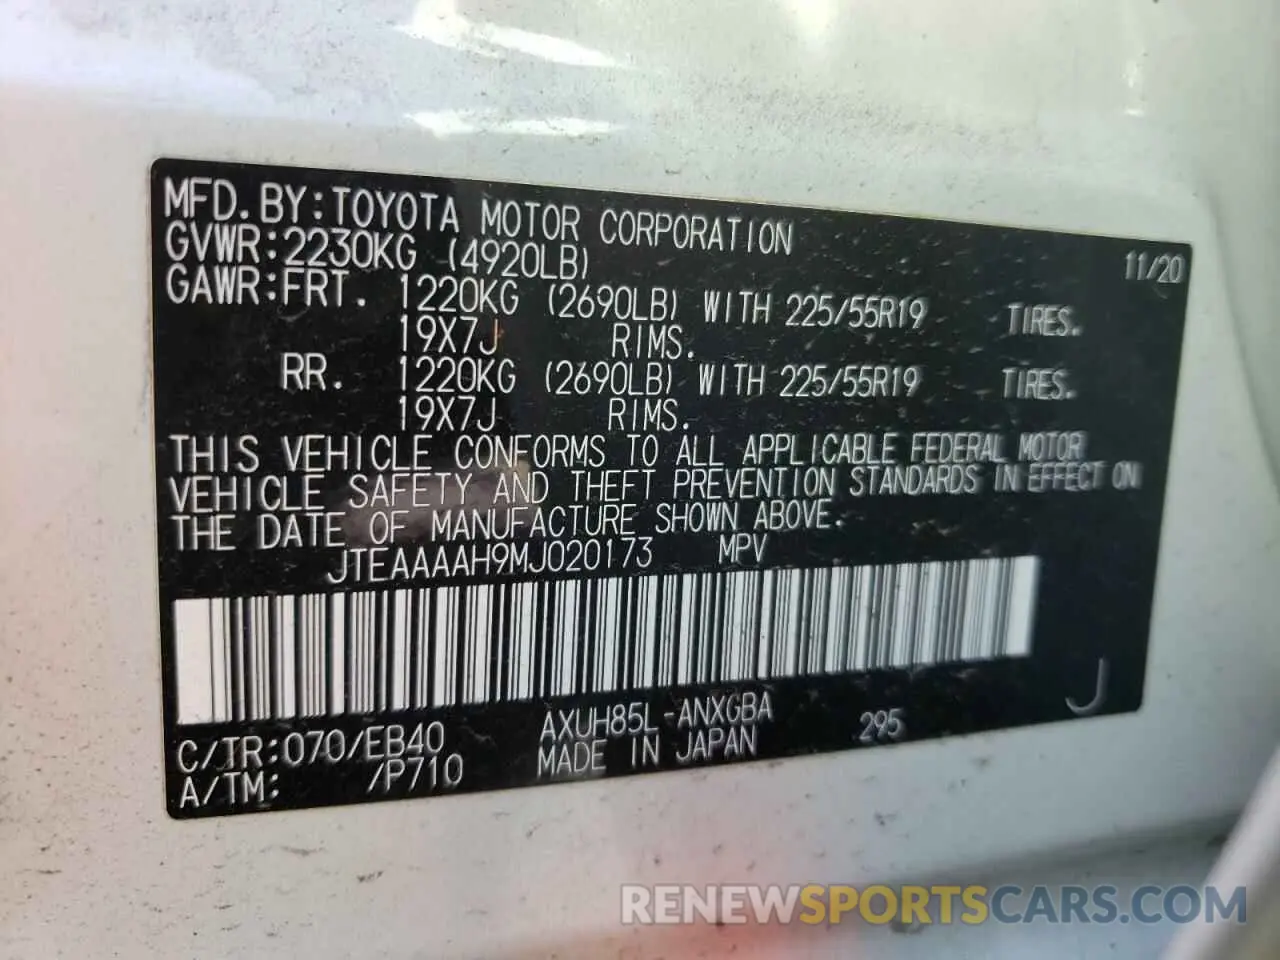 MFD.BY:TOYOTA MOTOR CORPORATION 11/20
GVWR:2230KG (4920LB)
GAWR:FRT. 1220KG (2690LB) WITH 225/55R19 TIRES.
19X7J RIMS.
RR. 1220KG (2690LB) WITH 225/55R19 TIRES.
19X7J RIMS.
THIS VEHICLE CONFORMS TO ALL APPLICABLE FEDERAL MOTOR
VEHICLE SAFETY AND THEFT PREVENTION STANDARDS IN EFFECT ON
THE DATE OF MANUFACTURE SHOWN ABOVE.
JTEAAAAH9MJ020173 MPV
J
C/TR:070/EB40 AXUH85L-ANXGBA 295
A/TM: /P710 MADE IN JAPAN
RENEWSPORTSCARS.COM